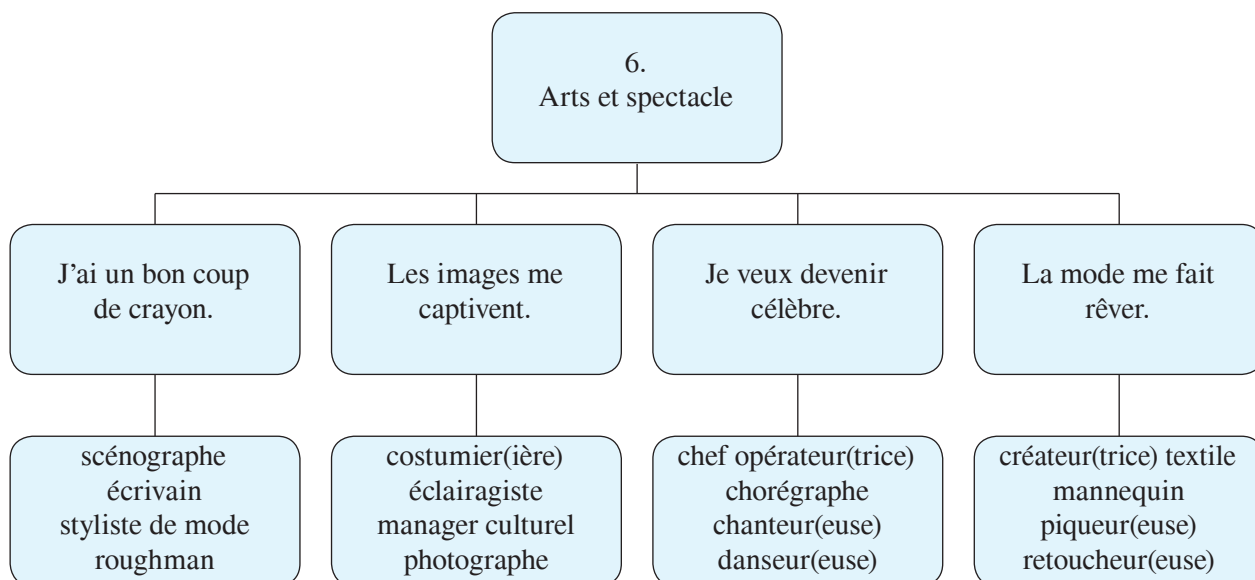 6.
Arts et spectacle
J’ai un bon coup
de crayon.
Les images me
captivent.
Je veux devenir
célèbre.
La mode me fait
rêver.
scénographe
écrivain
styliste de mode
roughman
costumier(ière)
éclairagiste
manager culturel
photographe
chef opérateur(trice)
chorégraphe
chanteur(euse)
danseur(euse)
créateur(trice) textile
mannequin
piqueur(euse)
retoucheur(euse)